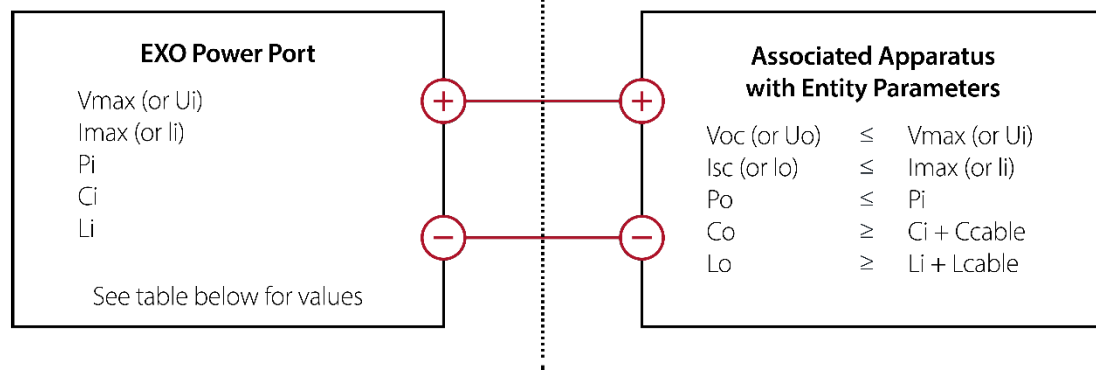 EXO Power Port
Vmax (or Ui)
Imax (or Ii)
Pi
Ci
Li
See table below for values
+
−
+
−
Associated Apparatus
with Entity Parameters
Voc (or Uo) ≤ Vmax (or Ui)
Isc (or Io) ≤ Imax (or Ii)
Po ≤ Pi
Co ≥ Ci + Ccable
Lo ≥ Li + Lcable